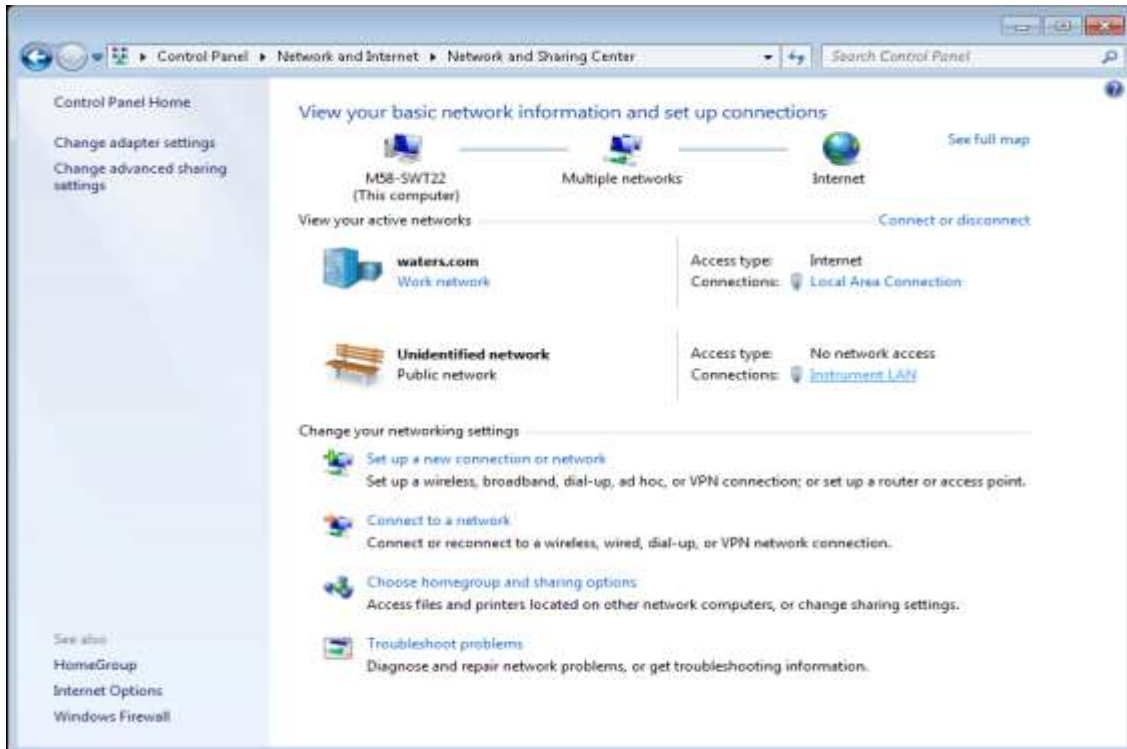 Control Panel ▸ Network and Internet ▸ Network and Sharing Center
Search Control Panel
Control Panel Home
Change adapter settings
Change advanced sharing
settings
See also
HomeGroup
Internet Options
Windows Firewall
View your basic network information and set up connections
See full map
M58-SWT22
(This computer)
Multiple networks
Internet
View your active networks
Connect or disconnect
waters.com
Work network
Access type: Internet
Connections: Local Area Connection
Unidentified network
Public network
Access type: No network access
Connections: Instrument LAN
Change your networking settings
Set up a new connection or network
Set up a wireless, broadband, dial-up, ad hoc, or VPN connection; or set up a router or access point.
Connect to a network
Connect or reconnect to a wireless, wired, dial-up, or VPN network connection.
Choose homegroup and sharing options
Access files and printers located on other network computers, or change sharing settings.
Troubleshoot problems
Diagnose and repair network problems, or get troubleshooting information.